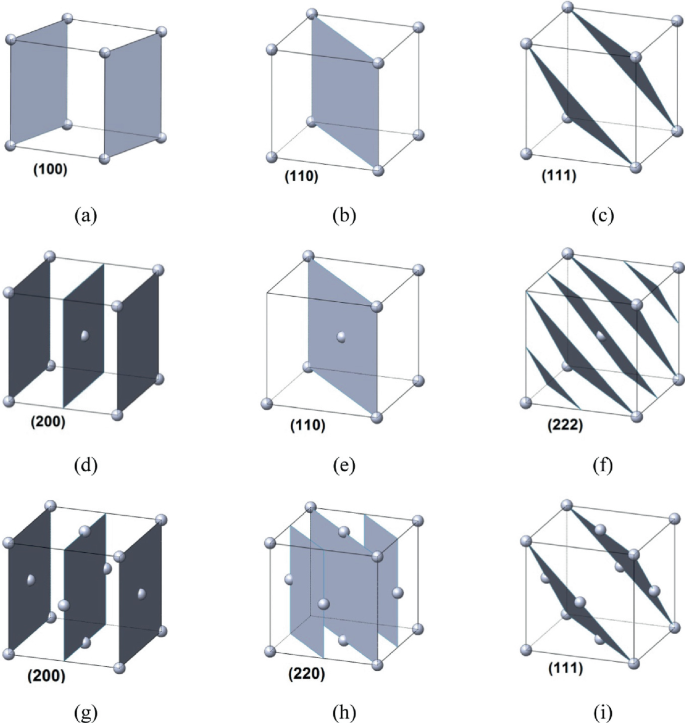 (100)
(110)
(111)
(a)
(b)
(c)
(200)
(110)
(222)
(d)
(e)
(f)
(200)
(220)
(111)
(g)
(h)
(i)